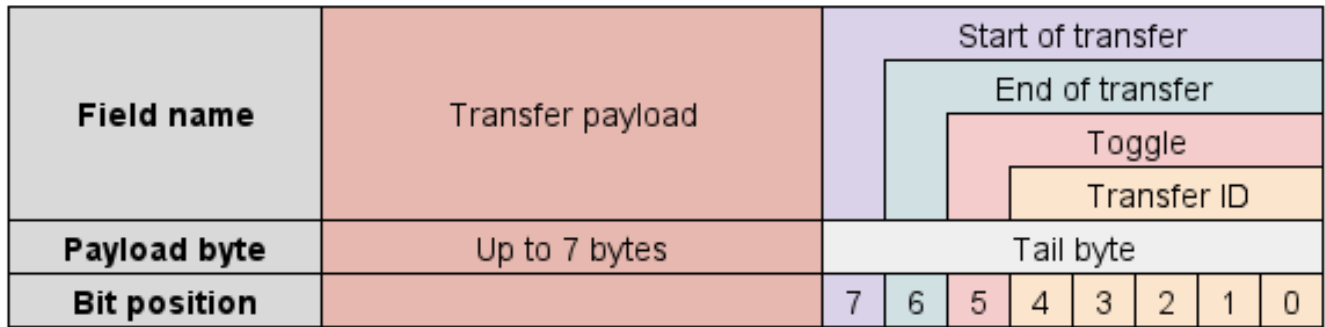 Field name
Transfer payload
Start of transfer
End of transfer
Toggle
Transfer ID
Payload byte Up to 7 bytes Tail byte
Bit position 7 6 5 4 3 2 1 0